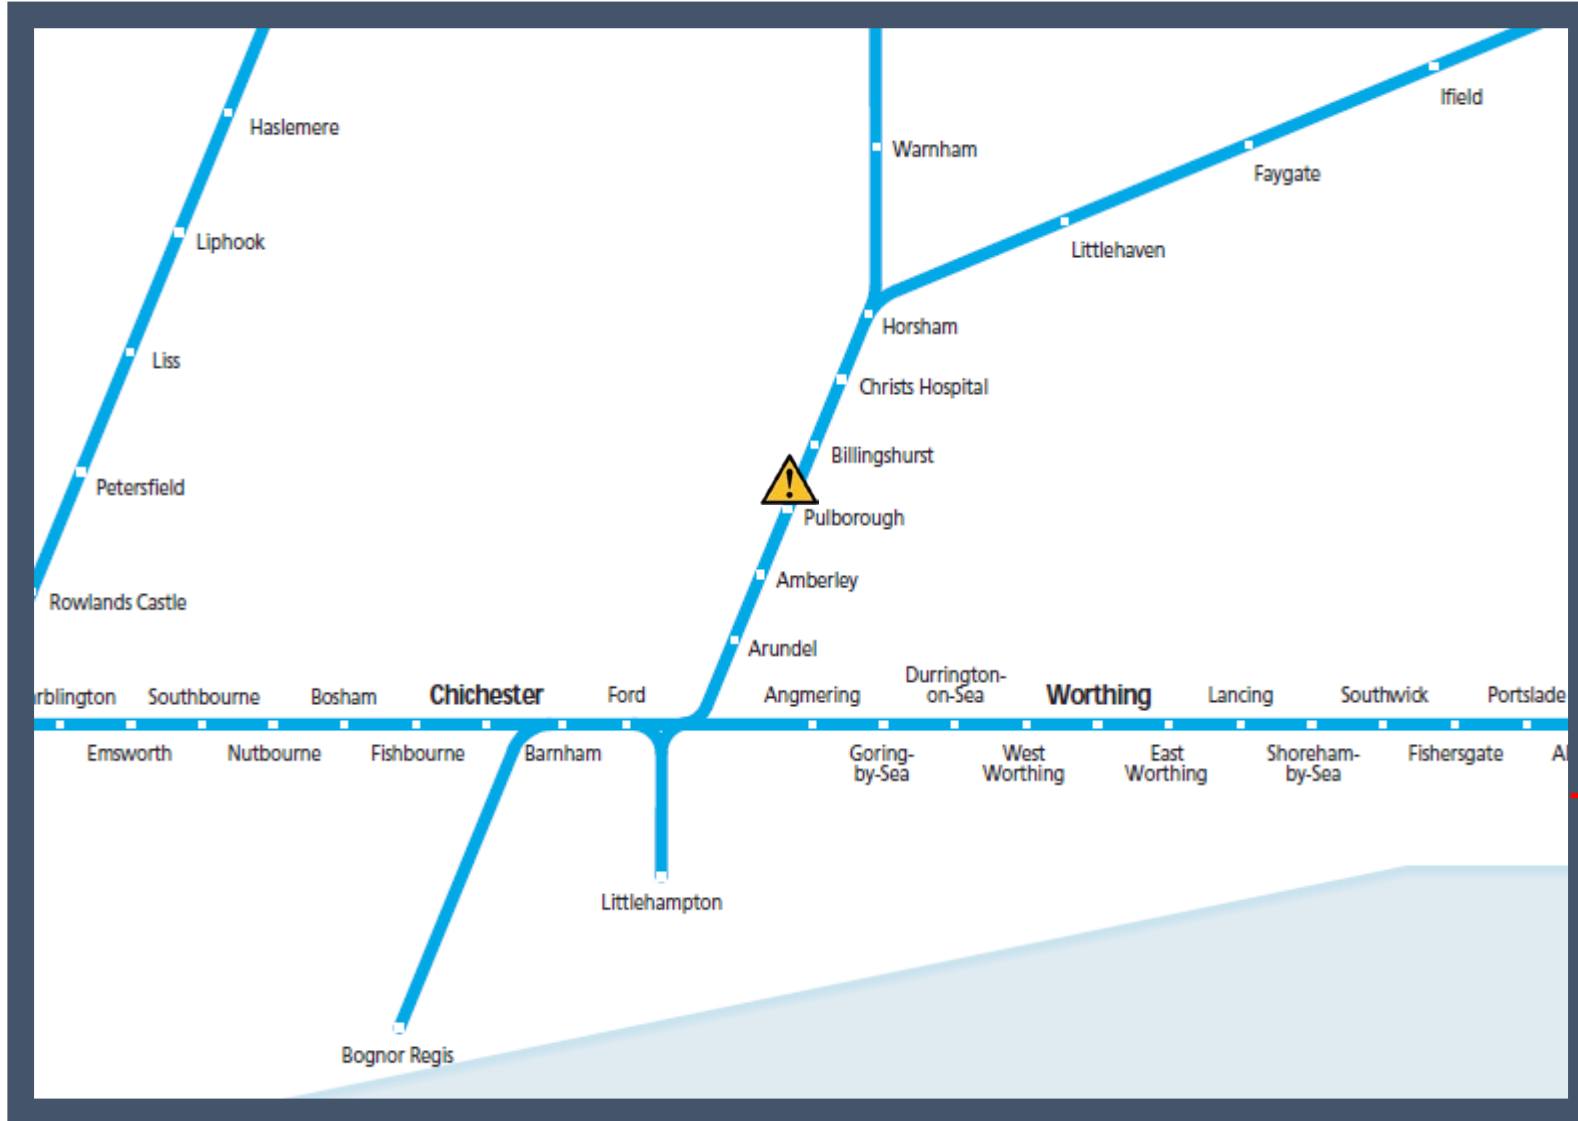 Haslemere
Liphook
Liss
Petersfield
Rowlands Castle
Warnham
Ifield
Faygate
Littlehaven
Horsham
Christs Hospital
Billingshurst
!
Pulborough
Amberley
Arundel
rblington
Southbourne
Bosham
Chichester
Ford
Angmering
Durrington-
on-Sea
Worthing
Lancing
Southwick
Portslade
Emsworth
Nutbourne
Fishbourne
Barnham
Goring-
by-Sea
West
Worthing
East
Worthing
Shoreham-
by-Sea
Fishersgate
Littlehampton
Bognor Regis